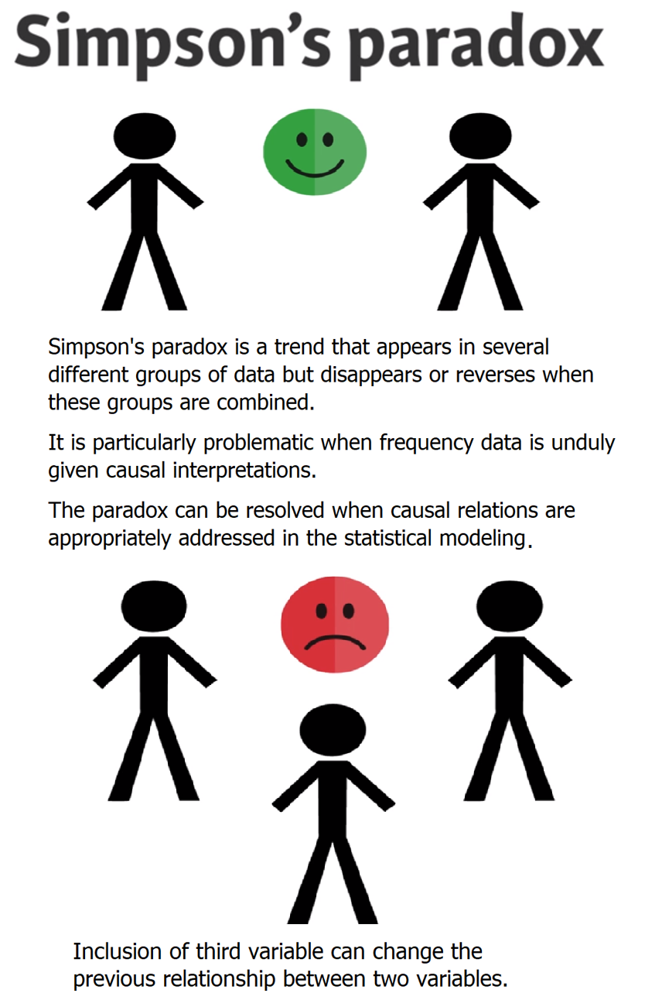 Simpson’s paradox
Simpson's paradox is a trend that appears in several
different groups of data but disappears or reverses when
these groups are combined.
It is particularly problematic when frequency data is unduly
given causal interpretations.
The paradox can be resolved when causal relations are
appropriately addressed in the statistical modeling.
Inclusion of third variable can change the
previous relationship between two variables.